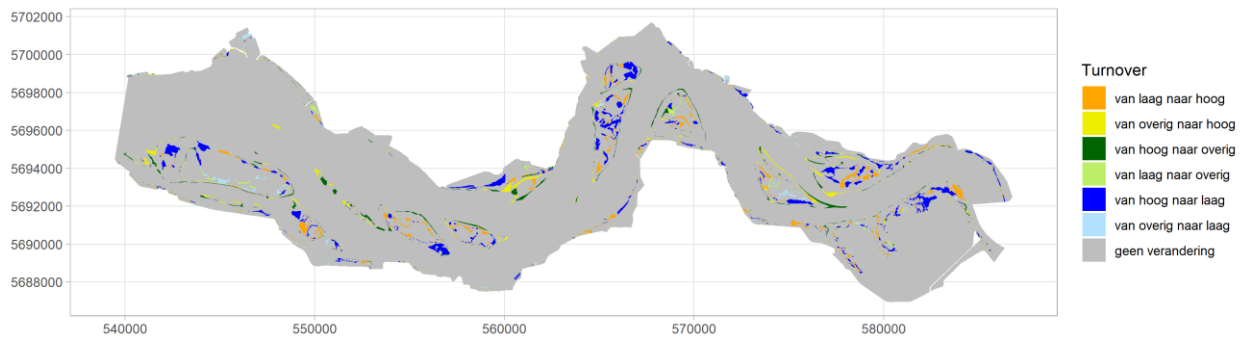 5702000
5700000
5698000
5696000
5694000
5692000
5690000
5688000
540000
550000
560000
570000
580000
Turnover
van laag naar hoog
van overig naar hoog
van hoog naar overig
van laag naar overig
van hoog naar laag
van overig naar laag
geen verandering